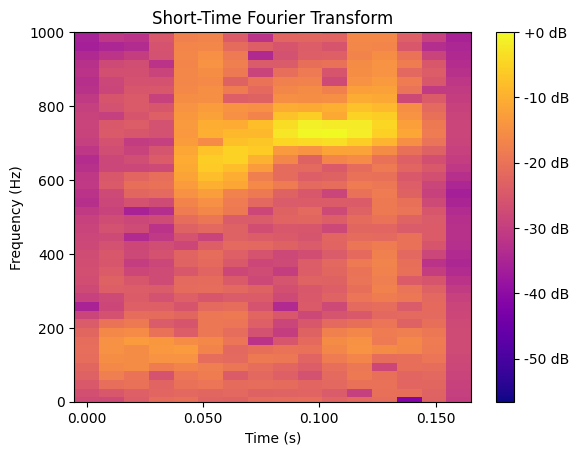 Short-Time Fourier Transform
1000
800
600
400
200
0
Frequency (Hz)
0.000
0.050
0.100
0.150
Time (s)
+0 dB
-10 dB
-20 dB
-30 dB
-40 dB
-50 dB